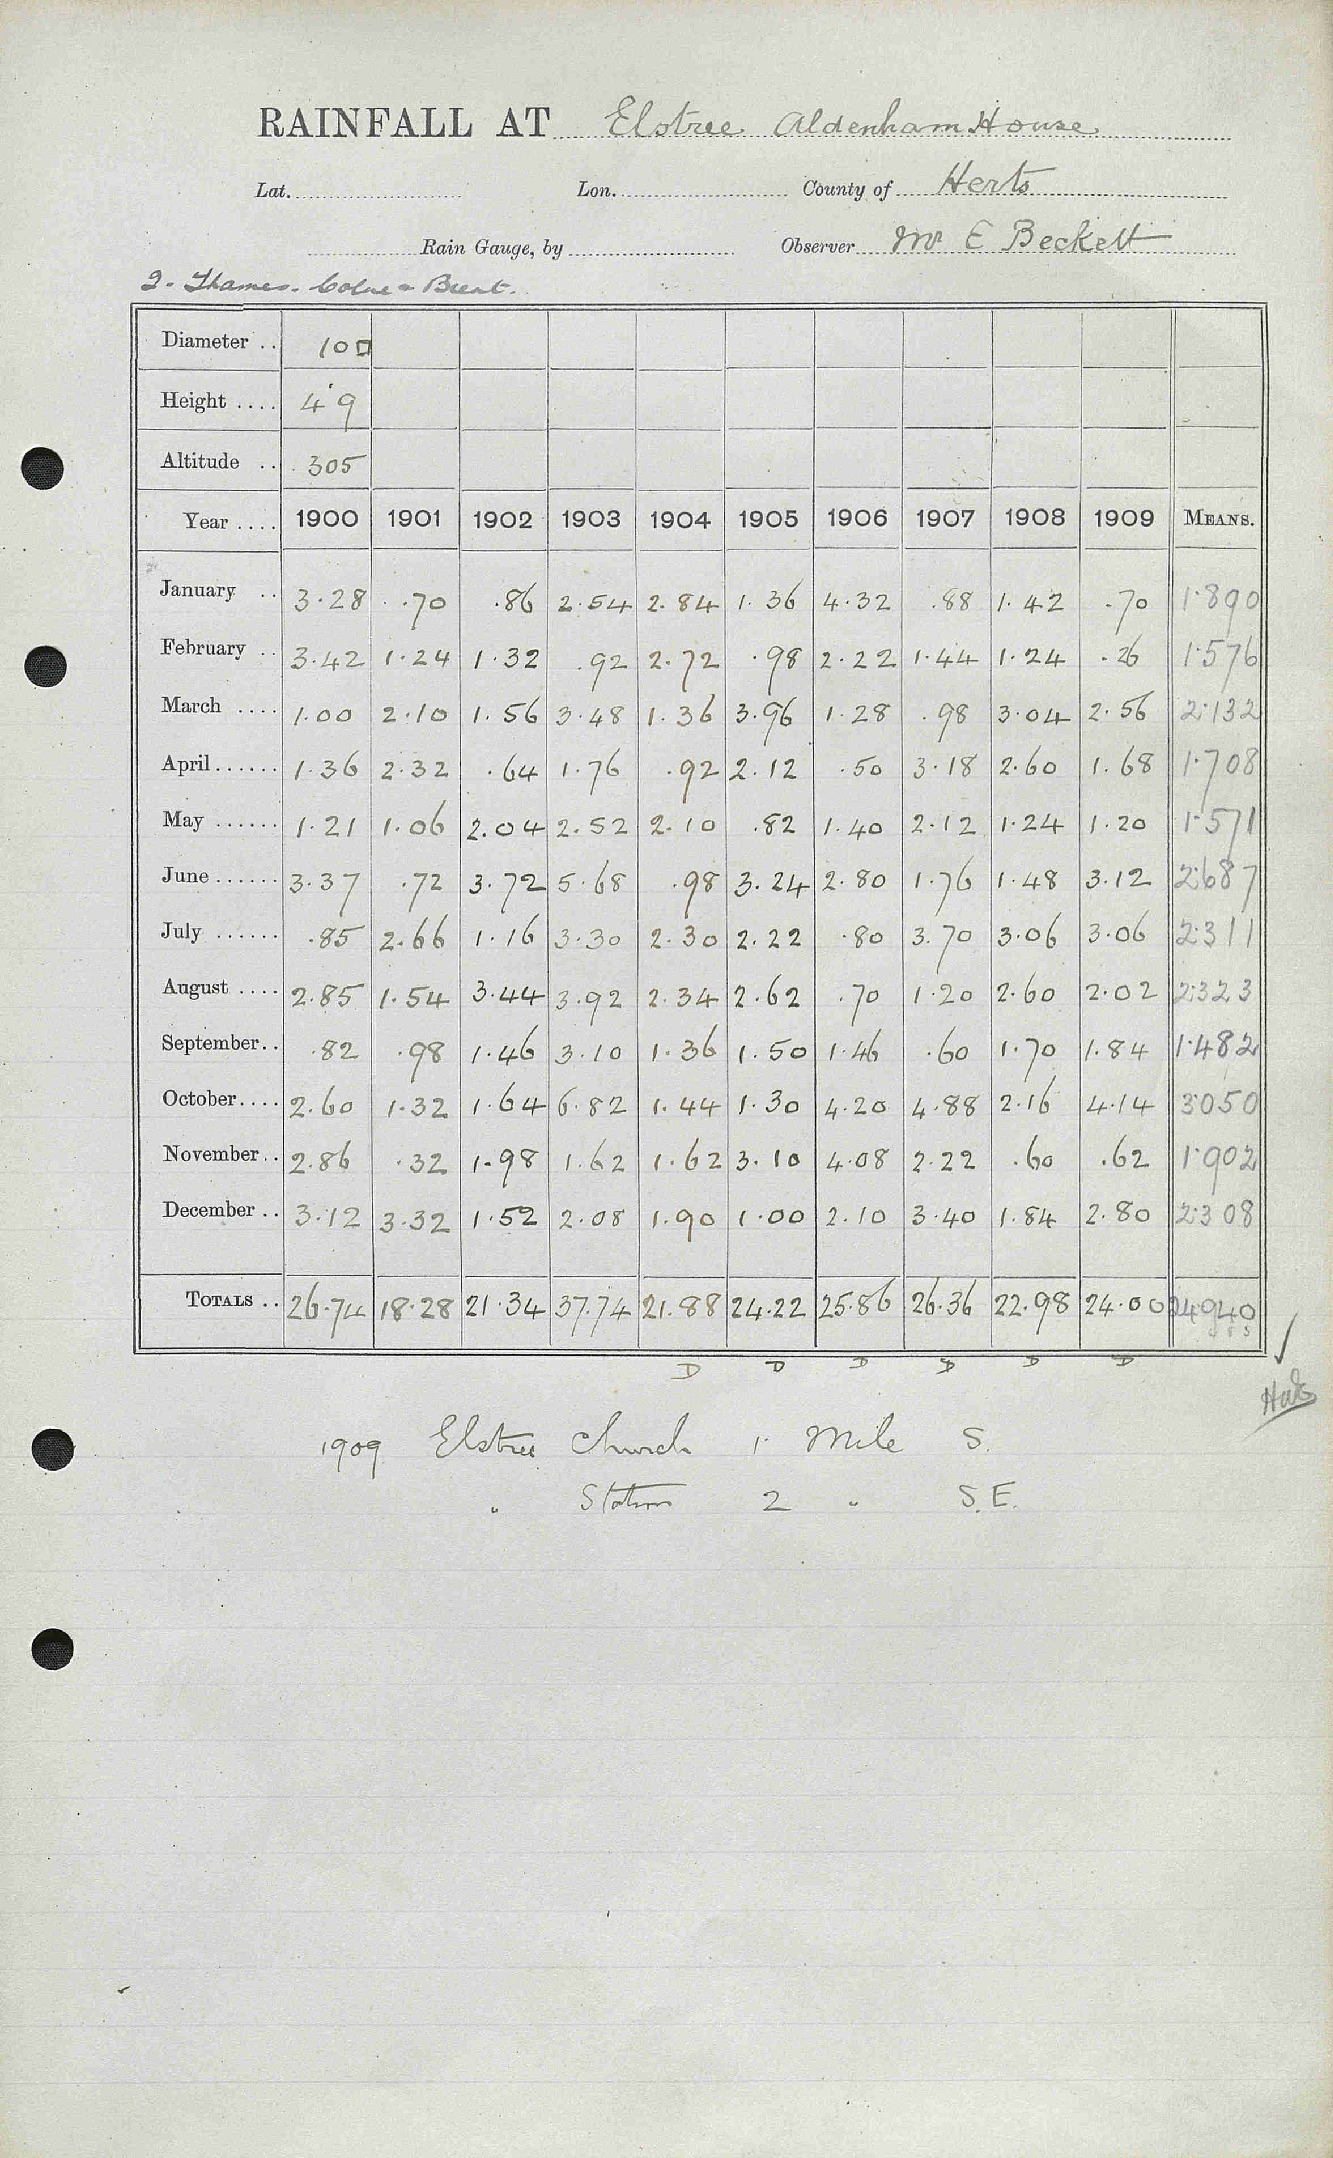 RAINFALL AT Elstree Aldenham House
Lat. Lon. County of Herts
Rain Gauge, by Observer Mr E Beckett
2. Thames. Colne & Brent.
Diameter .. 10□
Height .... 4'9
Altitude .. 305
Year .... 1900 1901 1902 1903 1904 1905 1906 1907 1908 1909 MEANS.
January .. 3.28 .70 .86 2.54 2.84 1.36 4.32 .88 1.42 .70 1.890
February .. 3.42 1.24 1.32 .92 2.72 .98 2.22 1.44 1.24 .26 1.576
March .... 1.00 2.10 1.56 3.48 1.36 3.96 1.28 .98 3.04 2.56 2.132
April...... 1.36 2.32 .64 1.76 .92 2.12 .50 3.18 2.60 1.68 1.708
May ...... 1.21 1.06 2.04 2.52 2.10 .82 1.40 2.12 1.24 1.20 1.571
June...... 3.37 .72 3.72 5.68 .98 3.24 2.80 1.76 1.48 3.12 2.687
July ...... .85 2.66 1.16 3.30 2.30 2.22 .80 3.70 3.06 3.06 2.311
August .... 2.85 1.54 3.44 3.92 2.34 2.62 .70 1.20 2.60 2.02 2.323
September.. .82 .98 1.46 3.10 1.36 1.50 1.46 .60 1.70 1.84 1.482
October.... 2.60 1.32 1.64 6.82 1.44 1.30 4.20 4.88 2.16 4.14 3.050
November.. 2.86 .32 1.98 1.62 1.62 3.10 4.08 2.22 .60 .62 1.902
December .. 3.12 3.32 1.52 2.08 1.90 1.00 2.10 3.40 1.84 2.80 2.308
TOTALS .. 26.74 18.28 21.34 37.74 21.88 24.22 25.86 26.36 22.98 24.00 24.940
D D D D D D
1909 Elstree Church 1 Mile S.
" Station 2 " S.E.